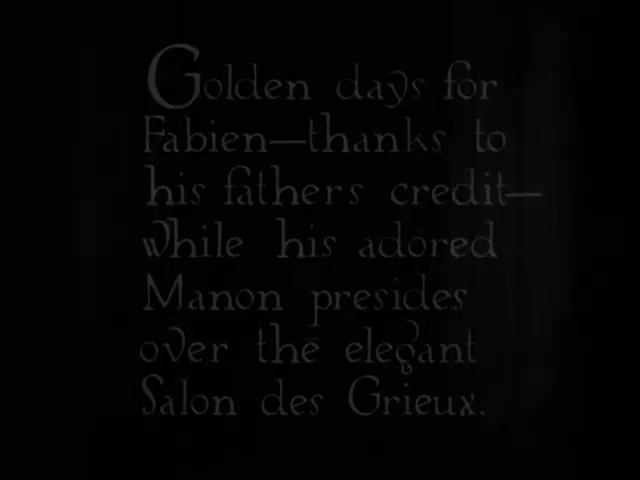 Golden days for
Fabien—thanks to
his fathers credit—
while his adored
Manon presides
over the elegant
Salon des Grieux.